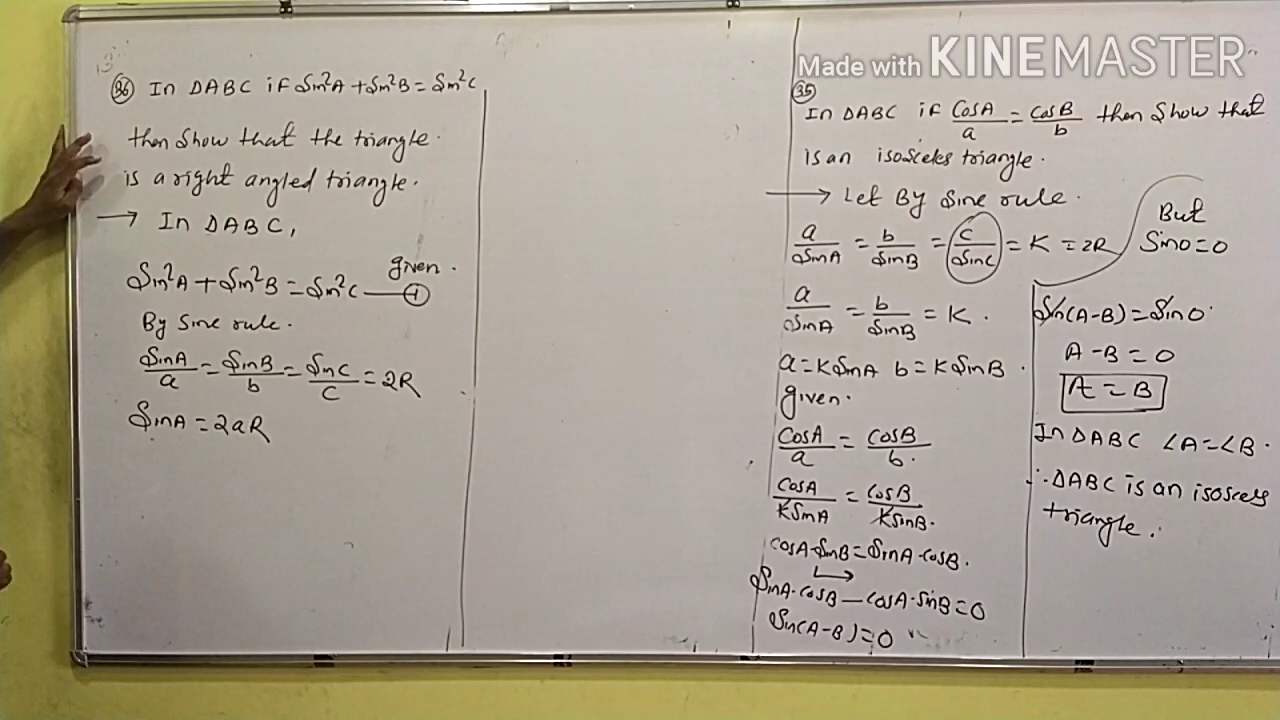 (36) In ΔABC if Sin²A + Sin²B = Sin²C
then Show that the triangle.
is a right angled triangle.
→ In ΔABC,
Sin²A + Sin²B = Sin²C —(1) given.
By Sine rule.
SinA/a = SinB/b = SinC/c = 2R
SinA = 2aR
Made with KINEMASTER
(35)
In ΔABC if CosA/a = CosB/b then Show that
is an isosceles triangle.
→ Let By Sine rule.
a/SinA = b/SinB = c/SinC = K = 2R
a/SinA = b/SinB = K.
a = KSinA b = KSinB.
given.
CosA/a = CosB/b.
CosA/KSinA = CosB/KSinB.
CosA·SinB = SinA·CosB.
SinA·CosB — CosA·SinB = 0
Sin(A-B) = 0
But
Sin0 = 0
Sin(A-B) = Sin0.
A-B = 0
A = B
In ΔABC ∠A = ∠B.
∴ ΔABC is an isosceles
triangle.